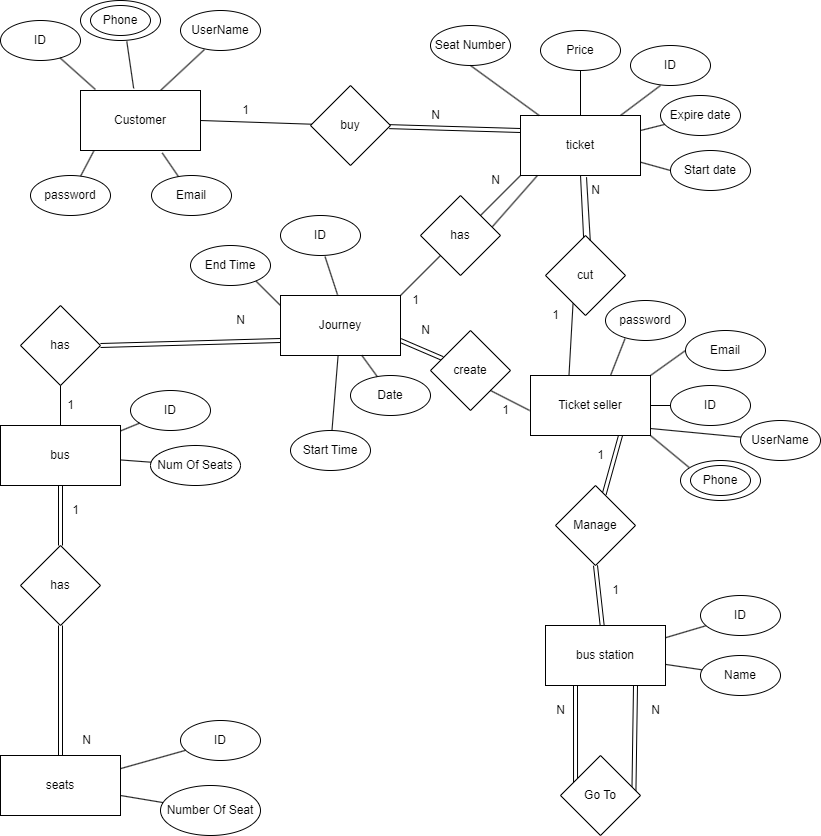 Phone
UserName
ID
Seat Number
Price
ID
Customer
1
buy
N
ticket
Expire date
Start date
password
Email
N
N
ID
has
End Time
cut
1
1
Journey
N
N
password
has
create
Email
1
Date
1
Ticket seller
ID
ID
UserName
bus
Num Of Seats
Start Time
1
Phone
1
Manage
has
1
ID
bus station
Name
N
N
N
ID
seats
Go To
Number Of Seat